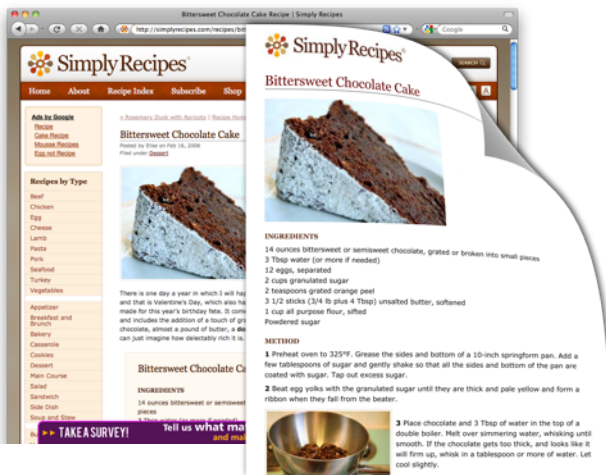 Bittersweet Chocolate Cake Recipe | Simply Recipes
http://simplyrecipes.com/recipes/bitt
Google
Simply Recipes
SEARCH
Home About Recipe Index Subscribe Shop
A
Ads by Google
Recipe
Cake Recipe
Mousse Recipes
Egg not Recipe
Recipes by Type
Beef
Chicken
Egg
Cheese
Lamb
Pasta
Pork
Seafood
Turkey
Vegetables
Appetizer
Breakfast and
Brunch
Bakery
Casserole
Cookies
Dessert
Main Course
Salad
Sandwich
Side Dish
Soup and Stew
« Rosemary Duck with Apricots | Recipe Hom
Bittersweet Chocolate Cake
Posted by Elise on Feb 16, 2008
Filed under Dessert
There is one day a year in which I will hap
and that is Valentine's Day, which also hap
made for this year's birthday fete. It com
and includes the addition of a touch of gra
chocolate, almost a pound of butter, a do
can just imagine how delectably rich it is.
Bittersweet Chocolate Ca
INGREDIENTS
14 ounces bittersweet or semisweet
pieces
TAKE A SURVEY!
Tell us what mat
and mak
Simply Recipes
Bittersweet Chocolate Cake
INGREDIENTS
14 ounces bittersweet or semisweet chocolate, grated or broken into small pieces
3 Tbsp water (or more if needed)
12 eggs, separated
2 cups granulated sugar
2 teaspoons grated orange peel
3 1/2 sticks (3/4 lb plus 4 Tbsp) unsalted butter, softened
1 cup all purpose flour, sifted
Powdered sugar
METHOD
1 Preheat oven to 325°F. Grease the sides and bottom of a 10-inch springform pan. Add a
few tablespoons of sugar and gently shake so that all the sides and bottom of the pan are
coated with sugar. Tap out excess sugar.
2 Beat egg yolks with the granulated sugar until they are thick and pale yellow and form a
ribbon when they fall from the beater.
3 Place chocolate and 3 Tbsp of water in the top of a
double boiler. Melt over simmering water, whisking until
smooth. If the chocolate gets too thick, and looks like it
will firm up, whisk in a tablespoon or more of water. Let
cool slightly.